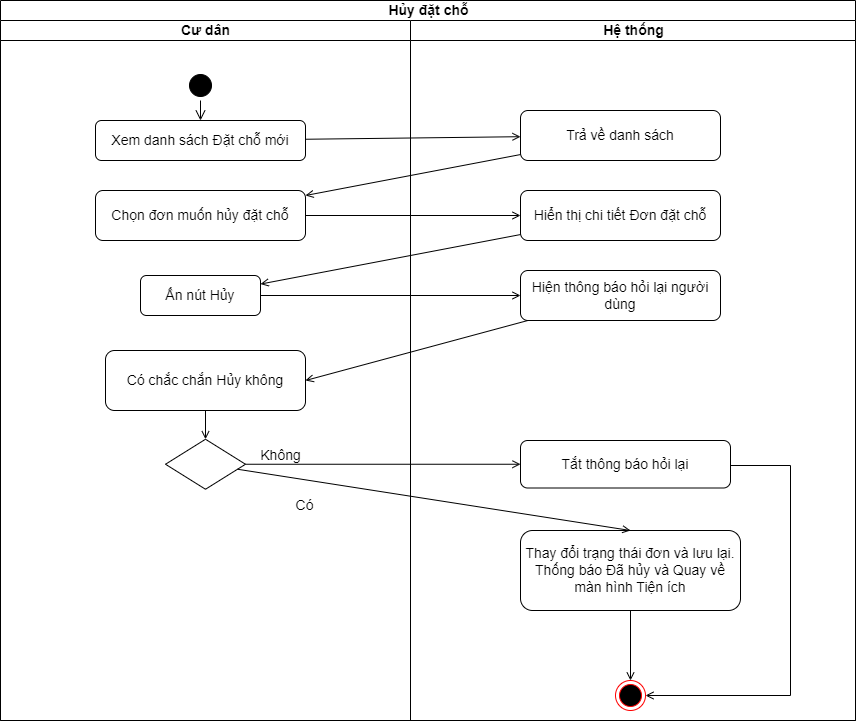 Hủy đặt chỗ
Cư dân
Hệ thống
Xem danh sách Đặt chỗ mới
Trả về danh sách
Chọn đơn muốn hủy đặt chỗ
Hiển thị chi tiết Đơn đặt chỗ
Ấn nút Hủy
Hiện thông báo hỏi lại người
dùng
Có chắc chắn Hủy không
Không
Tắt thông báo hỏi lại
Có
Thay đổi trạng thái đơn và lưu lại.
Thống báo Đã hủy và Quay về
màn hình Tiện ích